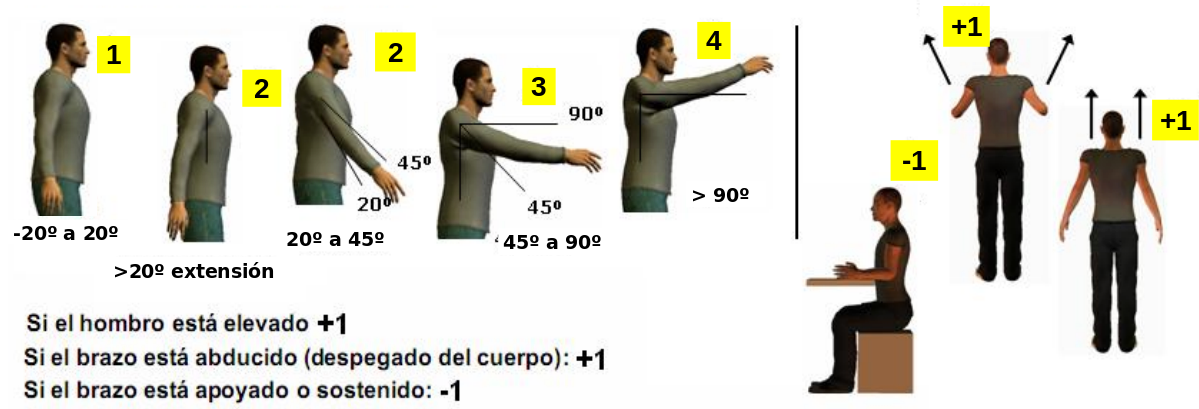 1
2
2
3
4
+1
+1
-1
90º
45º
20º
45º
> 90º
-20º a 20º
>20º extensión
20º a 45º
45º a 90º
Si el hombro está elevado +1
Si el brazo está abducido (despegado del cuerpo): +1
Si el brazo está apoyado o sostenido: -1